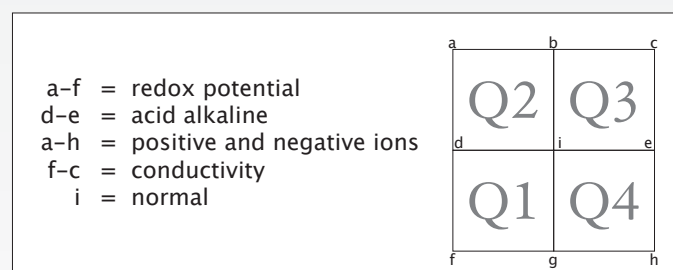 a–f = redox potential
d–e = acid alkaline
a–h = positive and negative ions
f–c = conductivity
i = normal
a b c
Q2 Q3
d i e
Q1 Q4
f g h